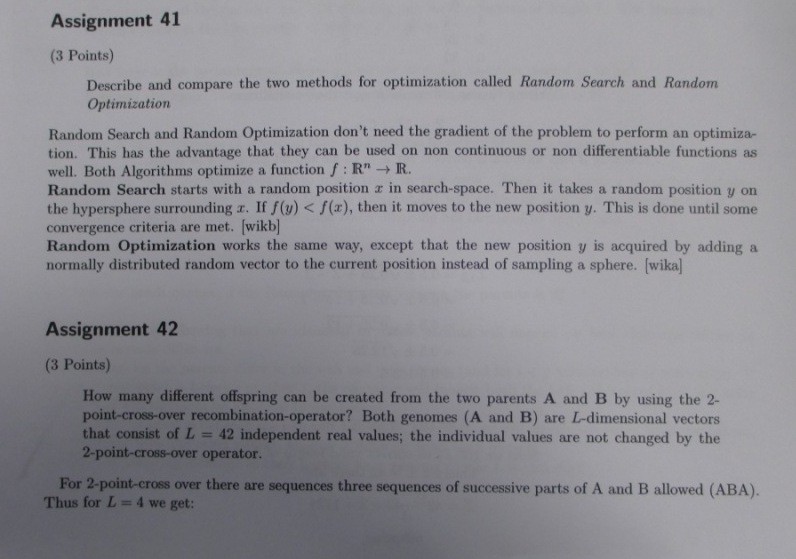 Assignment 41
(3 Points)
Describe and compare the two methods for optimization called Random Search and Random
Optimization
Random Search and Random Optimization don't need the gradient of the problem to perform an optimiza-
tion. This has the advantage that they can be used on non continuous or non differentiable functions as
well. Both Algorithms optimize a function f : ℝⁿ → ℝ.
Random Search starts with a random position x in search-space. Then it takes a random position y on
the hypersphere surrounding x. If f(y) < f(x), then it moves to the new position y. This is done until some
convergence criteria are met. [wikb]
Random Optimization works the same way, except that the new position y is acquired by adding a
normally distributed random vector to the current position instead of sampling a sphere. [wika]
Assignment 42
(3 Points)
How many different offspring can be created from the two parents A and B by using the 2-
point-cross-over recombination-operator? Both genomes (A and B) are L-dimensional vectors
that consist of L = 42 independent real values; the individual values are not changed by the
2-point-cross-over operator.
For 2-point-cross over there are sequences three sequences of successive parts of A and B allowed (ABA).
Thus for L = 4 we get: